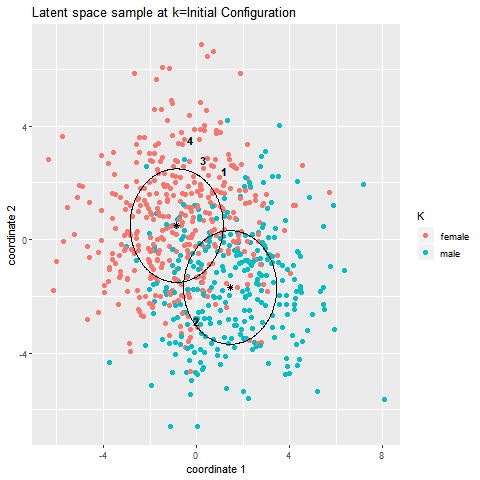 Latent space sample at k=Initial Configuration
coordinate 2
4
0
-4
4
3
1
2
-4
0
4
8
coordinate 1
K
female
male